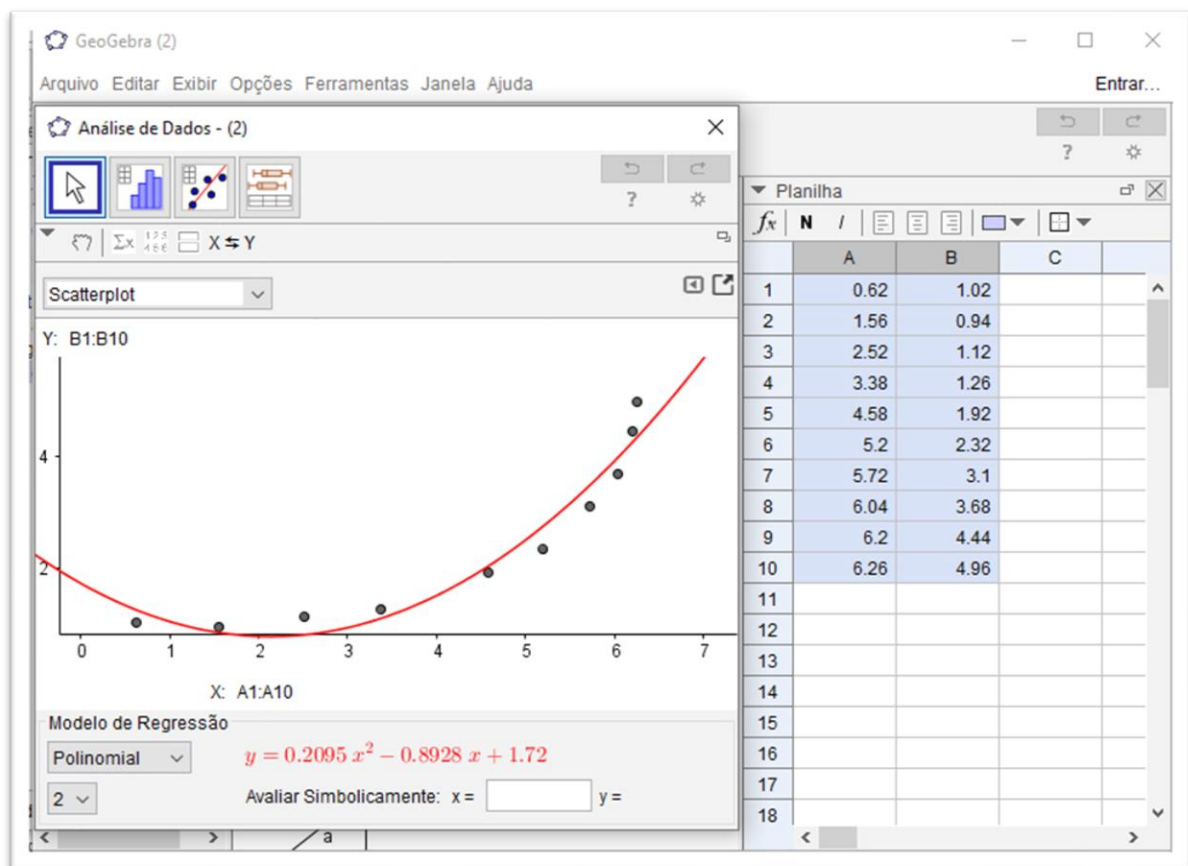 GeoGebra (2)
Arquivo Editar Exibir Opções Ferramentas Janela Ajuda
Entrar...
Análise de Dados - (2)
?
Σx 123 456 X ⇆ Y
Scatterplot
Y: B1:B10
4
2
0 1 2 3 4 5 6 7
X: A1:A10
Modelo de Regressão
Polinomial
y = 0.2095 x² − 0.8928 x + 1.72
2
Avaliar Simbolicamente: x = y =
a
?
Planilha
fx N I
A B C
1 0.62 1.02
2 1.56 0.94
3 2.52 1.12
4 3.38 1.26
5 4.58 1.92
6 5.2 2.32
7 5.72 3.1
8 6.04 3.68
9 6.2 4.44
10 6.26 4.96
11
12
13
14
15
16
17
18